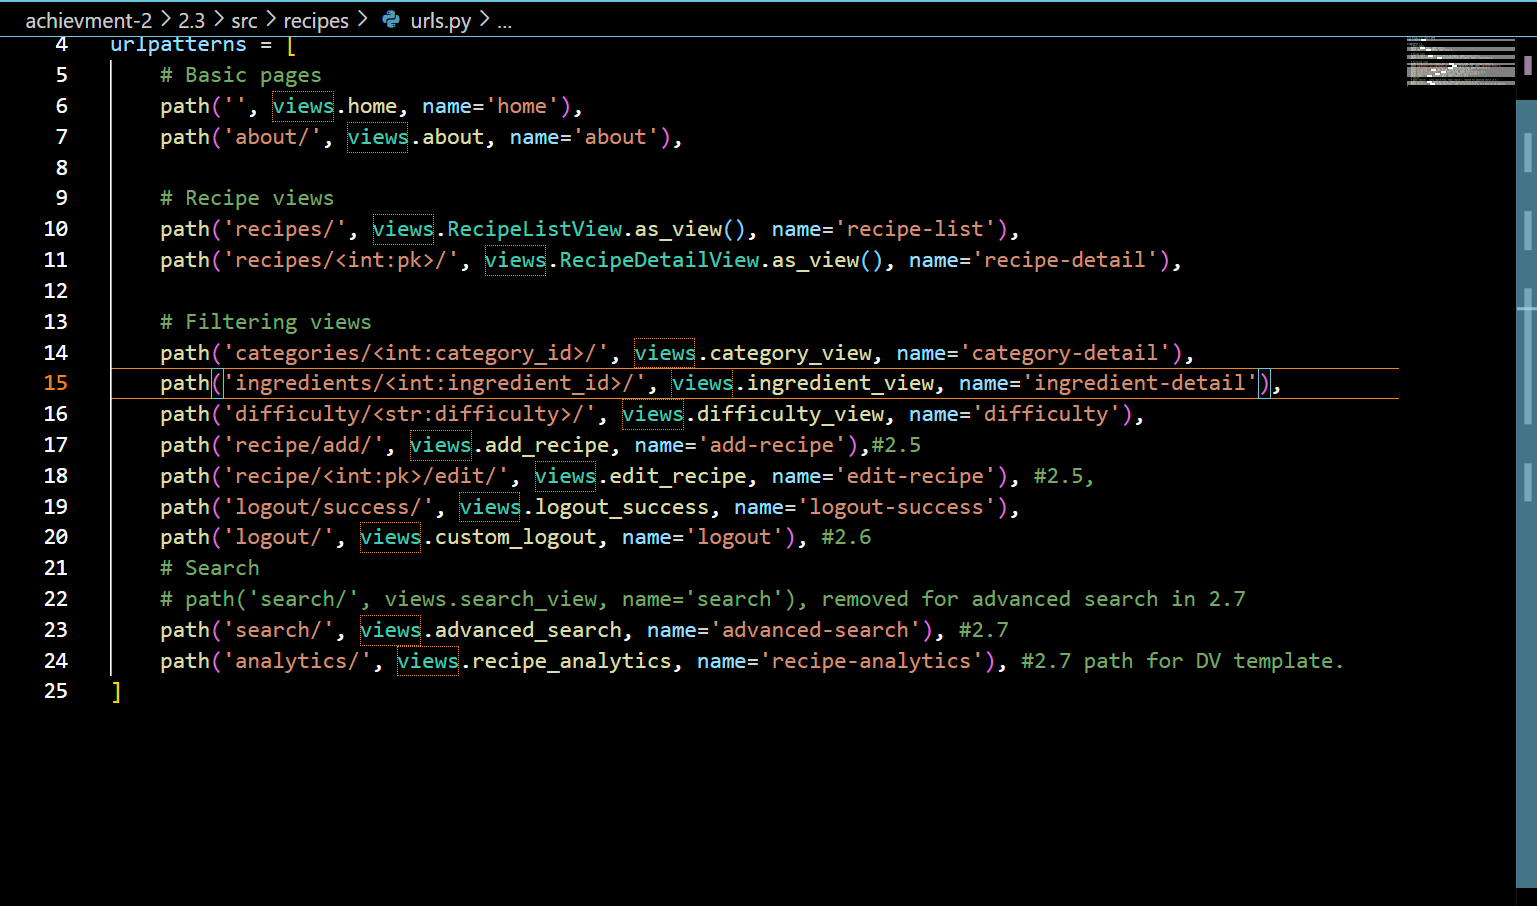 achievment-2 > 2.3 > src > recipes > urls.py > ...
4 urlpatterns = [
5 # Basic pages
6 path('', views.home, name='home'),
7 path('about/', views.about, name='about'),
8
9 # Recipe views
10 path('recipes/', views.RecipeListView.as_view(), name='recipe-list'),
11 path('recipes/<int:pk>/', views.RecipeDetailView.as_view(), name='recipe-detail'),
12
13 # Filtering views
14 path('categories/<int:category_id>/', views.category_view, name='category-detail'),
15 path('ingredients/<int:ingredient_id>/', views.ingredient_view, name='ingredient-detail'),
16 path('difficulty/<str:difficulty>/', views.difficulty_view, name='difficulty'),
17 path('recipe/add/', views.add_recipe, name='add-recipe'),#2.5
18 path('recipe/<int:pk>/edit/', views.edit_recipe, name='edit-recipe'), #2.5,
19 path('logout/success/', views.logout_success, name='logout-success'),
20 path('logout/', views.custom_logout, name='logout'), #2.6
21 # Search
22 # path('search/', views.search_view, name='search'), removed for advanced search in 2.7
23 path('search/', views.advanced_search, name='advanced-search'), #2.7
24 path('analytics/', views.recipe_analytics, name='recipe-analytics'), #2.7 path for DV template.
25 ]